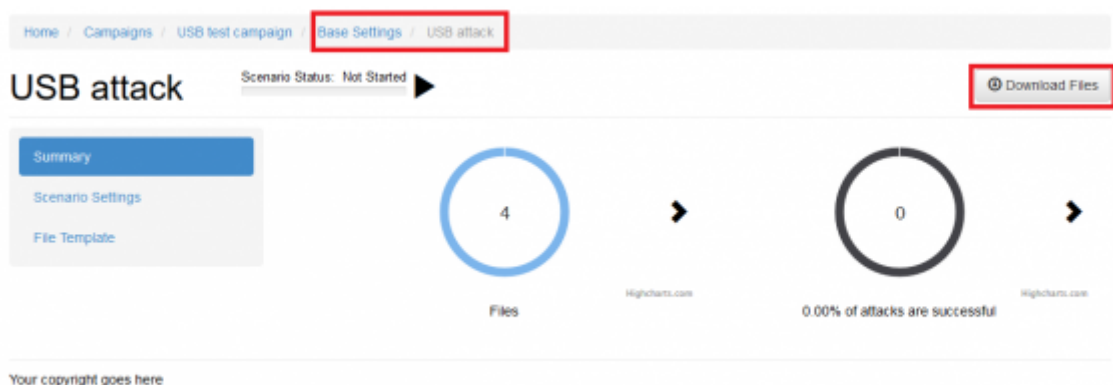 Home / Campaigns / USB test campaign / Base Settings / USB attack
USB attack
Scenario Status: Not Started
Download Files
Summary
Scenario Settings
File Template
4
0
Highcharts.com
Highcharts.com
Files
0.00% of attacks are successful
Your copyright goes here